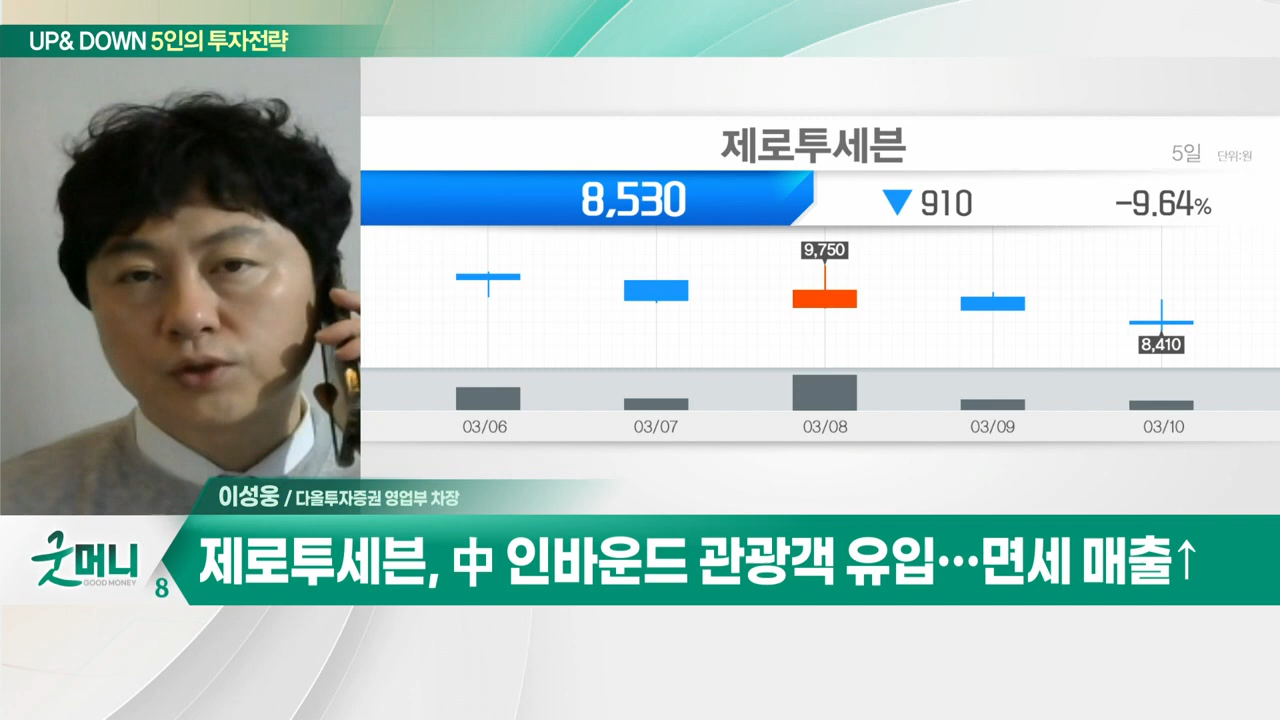 UP& DOWN 5인의 투자전략
제로투세븐
5일 단위:원
8,530 ▼ 910 -9.64%
9,750
8,410
03/06 03/07 03/08 03/09 03/10
이성웅 / 다올투자증권 영업부 차장
굿머니
GOOD MONEY
8
제로투세븐, 中 인바운드 관광객 유입…면세 매출↑